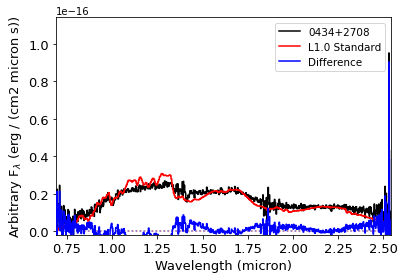 1e−16
0434+2708
L1.0 Standard
Difference
Arbitrary Fλ (erg / (cm2 micron s))
1.0
0.8
0.6
0.4
0.2
0.0
0.75 1.00 1.25 1.50 1.75 2.00 2.25 2.50
Wavelength (micron)